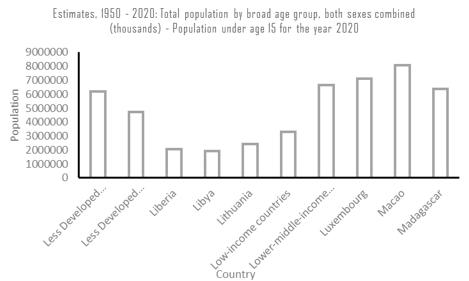 Estimates, 1950 - 2020: Total population by broad age group, both sexes combined
(thousands) - Population under age 15 for the year 2020
Population
9000000
8000000
7000000
6000000
5000000
4000000
3000000
2000000
1000000
0
Less Developed...
Less Developed...
Liberia
Libya
Lithuania
Low-income countries
Lower-middle-income...
Luxembourg
Macao
Madagascar
Country